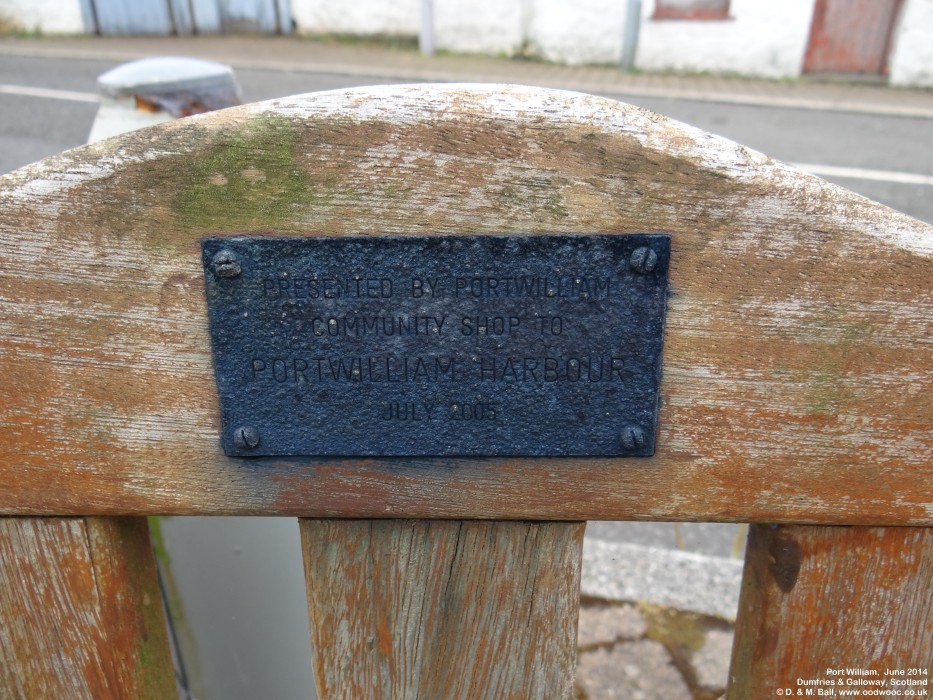 PRESENTED BY PORTWILLIAM
COMMUNITY SHOP TO
PORTWILLIAM HARBOUR
JULY 2005
Port William, June 2014
Dumfries & Galloway, Scotland
© D. & M. Ball, www.oodwooc.co.uk